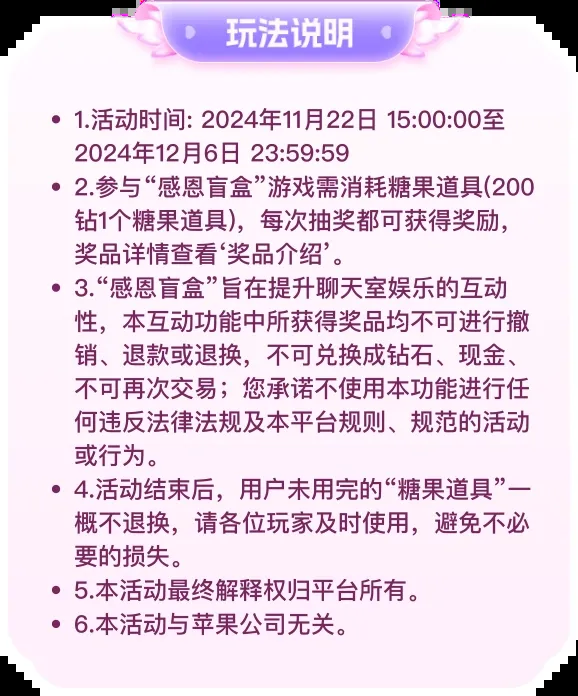 玩法说明
• 1.活动时间: 2024年11月22日 15:00:00至
2024年12月6日 23:59:59
• 2.参与“感恩盲盒”游戏需消耗糖果道具(200
钻1个糖果道具)，每次抽奖都可获得奖励，
奖品详情查看‘奖品介绍’。
• 3.“感恩盲盒”旨在提升聊天室娱乐的互动
性，本互动功能中所获得奖品均不可进行撤
销、退款或退换，不可兑换成钻石、现金、
不可再次交易；您承诺不使用本功能进行任
何违反法律法规及本平台规则、规范的活动
或行为。
• 4.活动结束后，用户未用完的“糖果道具”一
概不退换，请各位玩家及时使用，避免不必
要的损失。
• 5.本活动最终解释权归平台所有。
• 6.本活动与苹果公司无关。